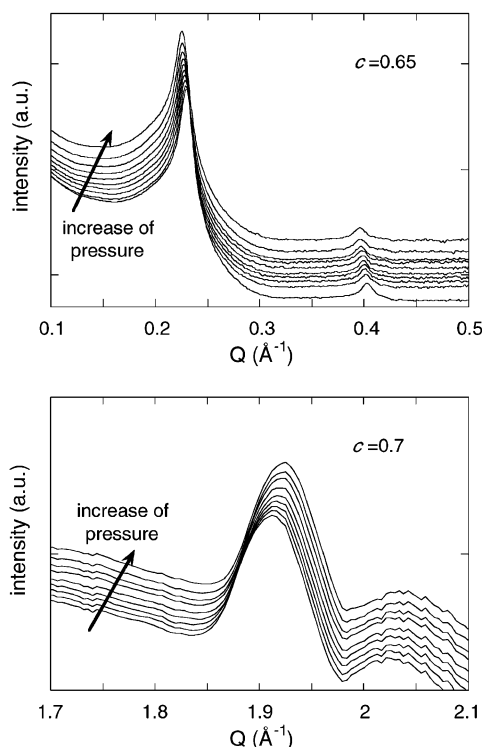 c=0.65
intensity (a.u.)
increase of
pressure
0.1 0.2 0.3 0.4 0.5
Q (Å-1)
c=0.7
intensity (a.u.)
increase of
pressure
1.7 1.8 1.9 2 2.1
Q (Å-1)